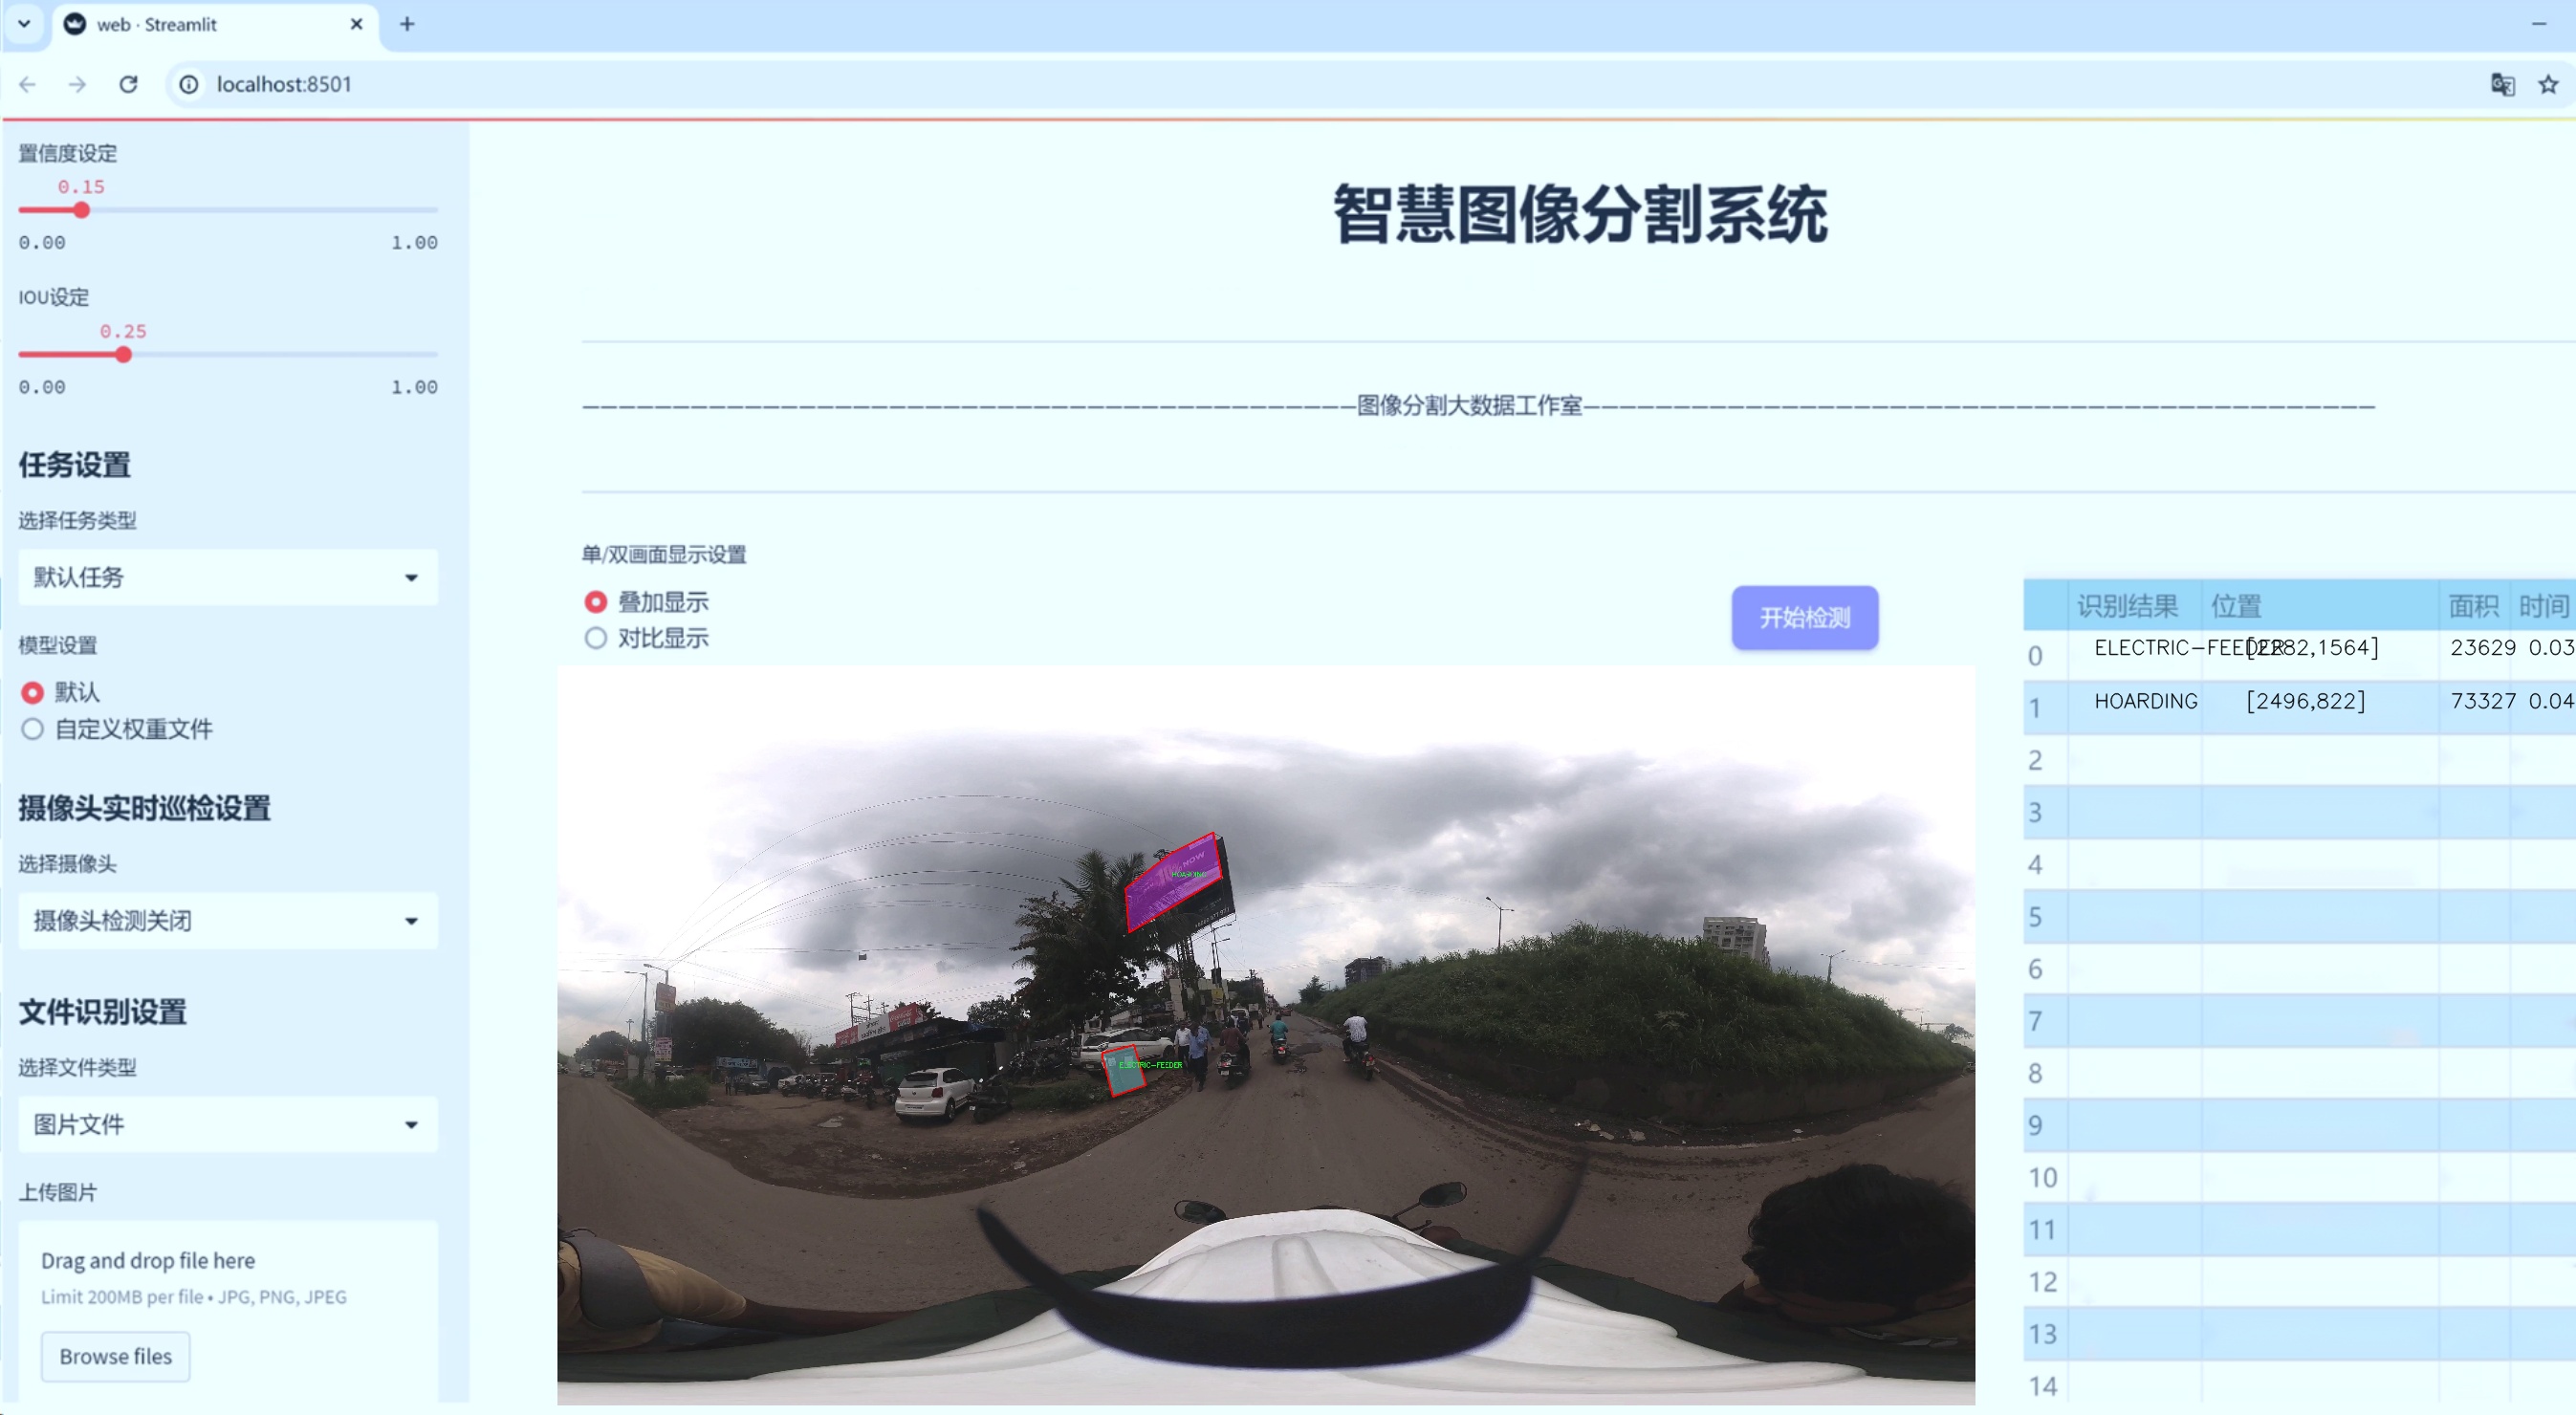 web · Streamlit
localhost:8501
置信度设定
0.15
0.00 1.00
IOU设定
0.25
0.00 1.00
任务设置
选择任务类型
默认任务
模型设置
默认
自定义权重文件
摄像头实时巡检设置
选择摄像头
摄像头检测关闭
文件识别设置
选择文件类型
图片文件
上传图片
Drag and drop file here
Limit 200MB per file • JPG, PNG, JPEG
Browse files
智慧图像分割系统
图像分割大数据工作室
单/双画面显示设置
叠加显示
对比显示
开始检测
NOW
HOARDING
ELECTRIC-FEEDER
识别结果 位置 面积 时间
0 ELECTRIC-FEEDER [2282,1564] 23629 0.03
1 HOARDING [2496,822] 73327 0.04
2
3
4
5
6
7
8
9
10
11
12
13
14